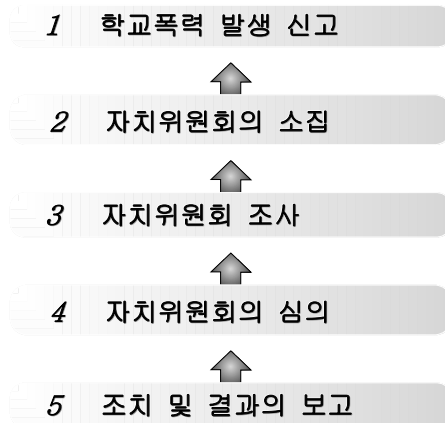 1 학교폭력 발생 신고
2 자치위원회의 소집
3 자치위원회 조사
4 자치위원회의 심의
5 조치 및 결과의 보고